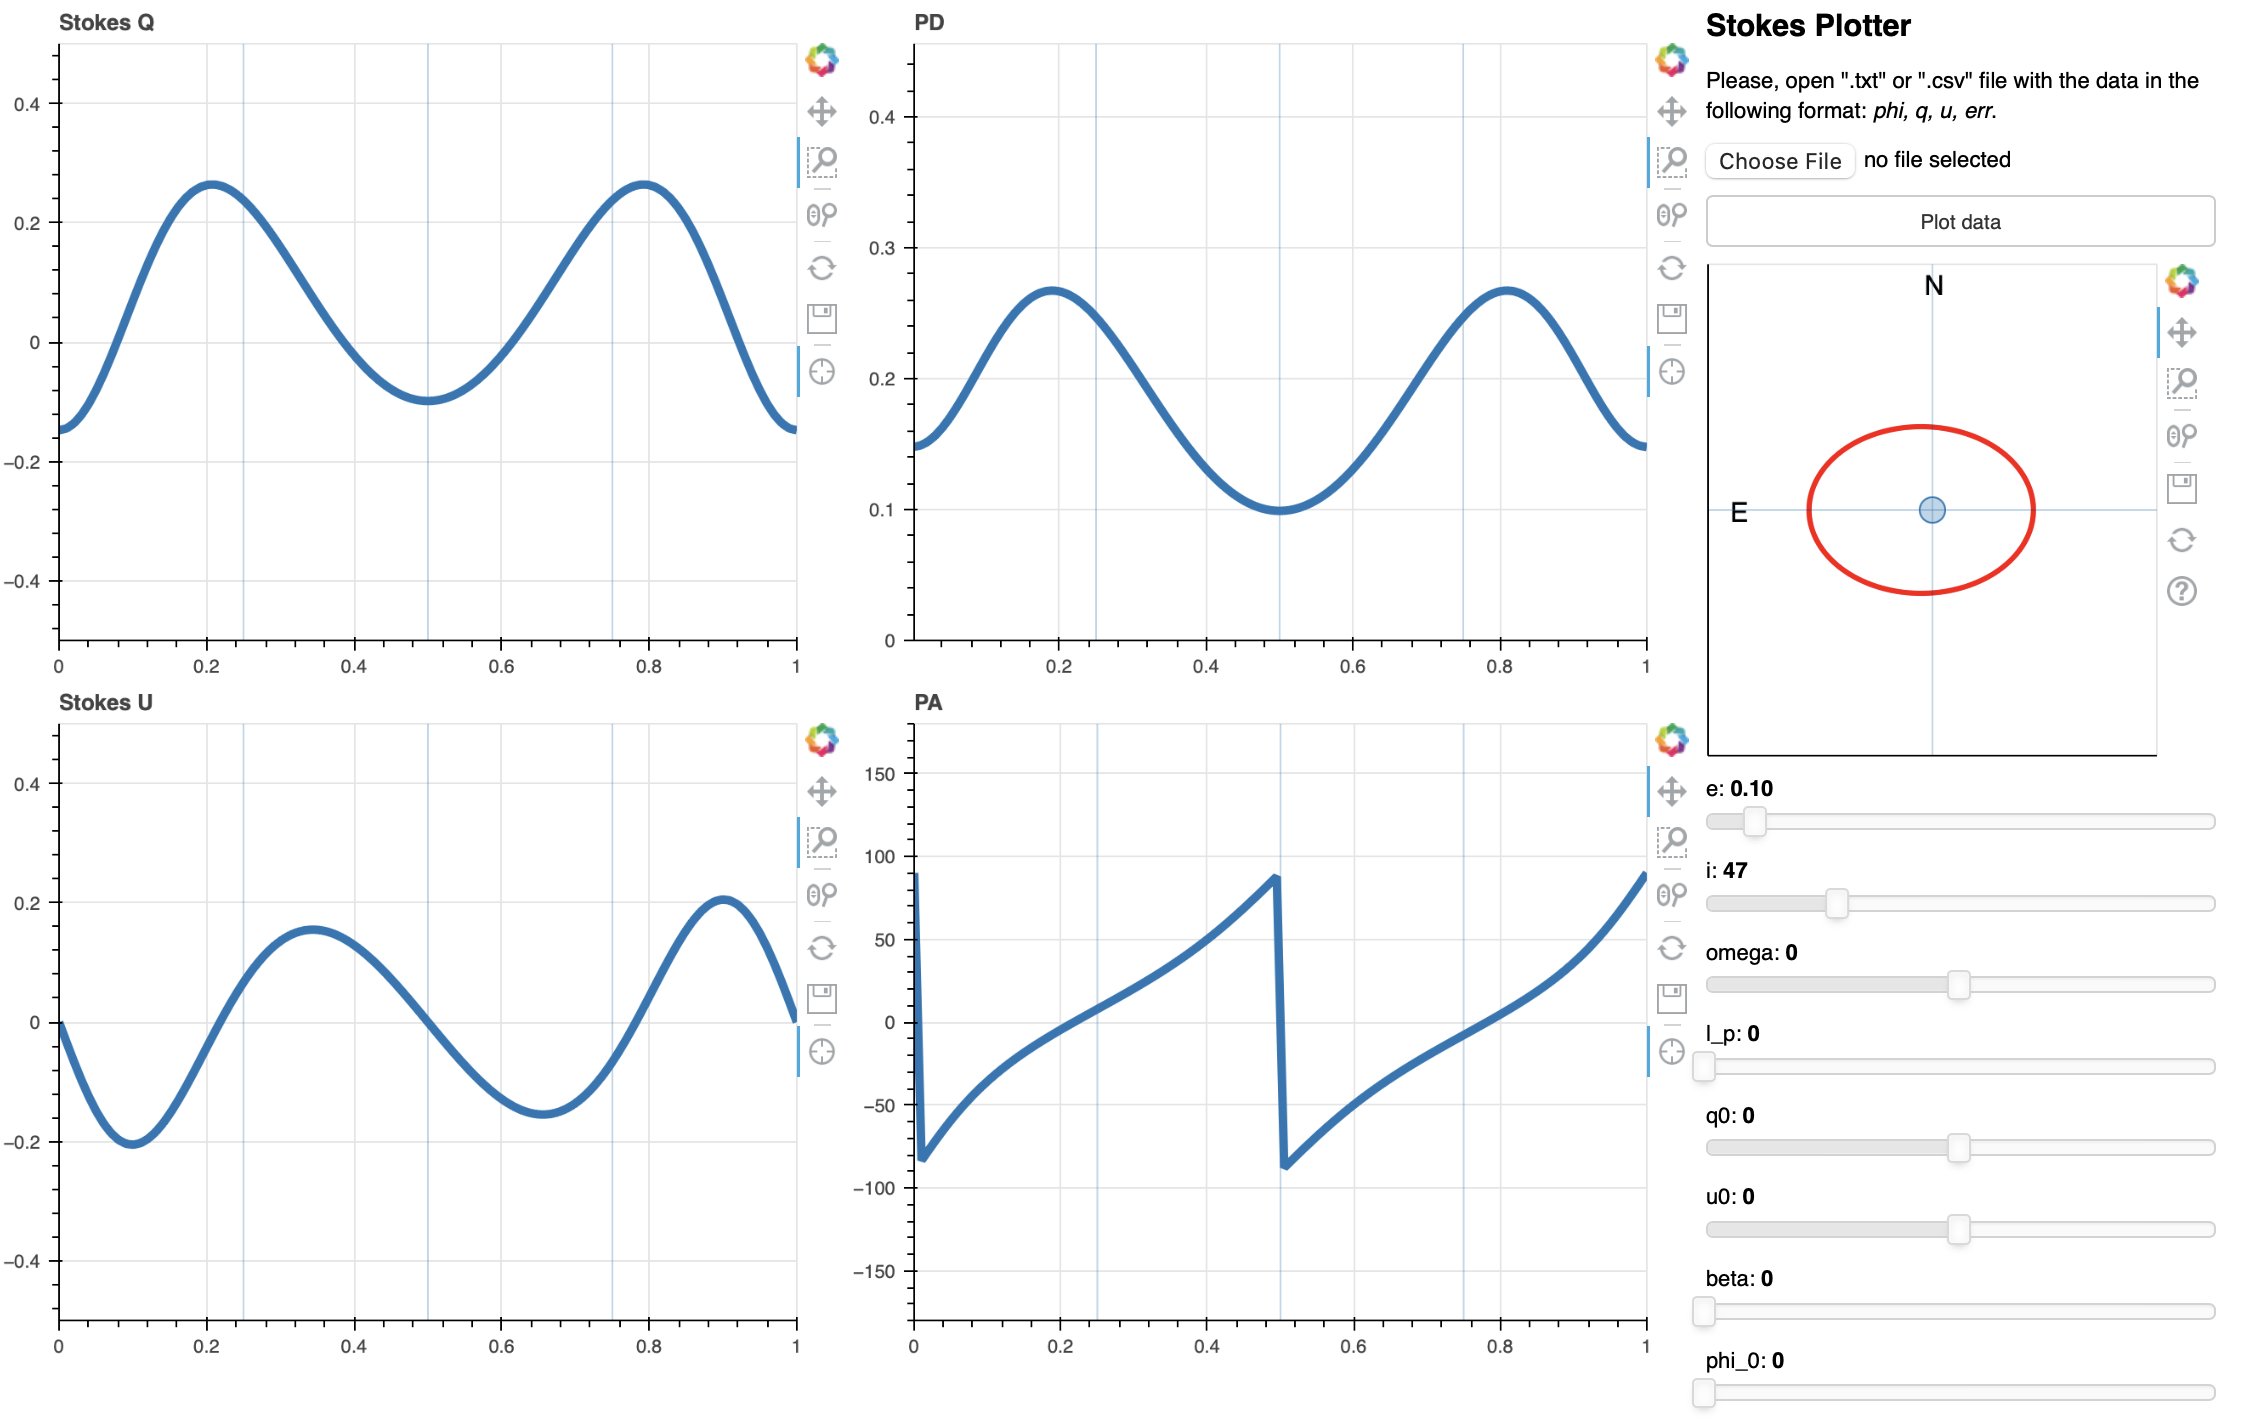 Stokes Q
0.4
0.2
0
−0.2
−0.4
0
0.2
0.4
0.6
0.8
1
PD
0.4
0.3
0.2
0.1
0
0.2
0.4
0.6
0.8
1
Stokes U
0.4
0.2
0
−0.2
−0.4
0
0.2
0.4
0.6
0.8
1
PA
150
100
50
0
−50
−100
−150
0
0.2
0.4
0.6
0.8
1
Stokes Plotter
Please, open ".txt" or ".csv" file with the data in the
following format: phi, q, u, err.
Choose File no file selected
Plot data
N
E
e: 0.10
i: 47
omega: 0
l_p: 0
q0: 0
u0: 0
beta: 0
phi_0: 0